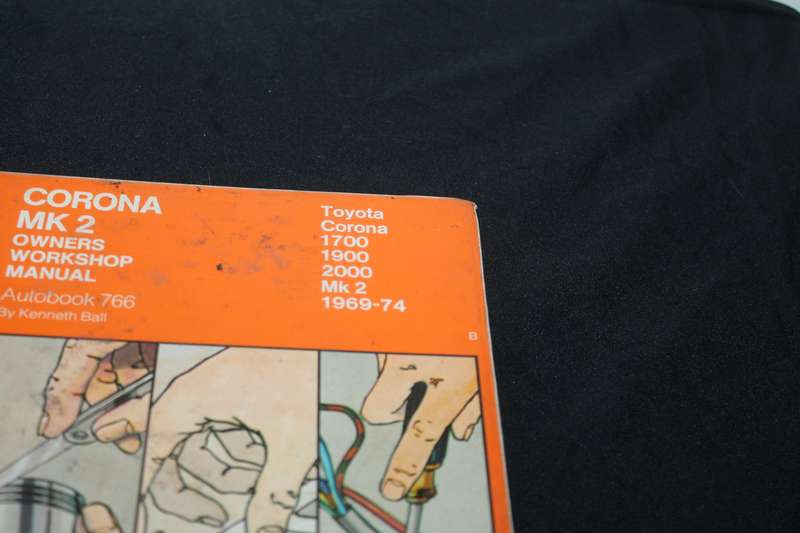 CORONA
MK 2
OWNERS
WORKSHOP
MANUAL
Autobook 766
By Kenneth Ball
Toyota
Corona
1700
1900
2000
Mk 2
1969-74
B